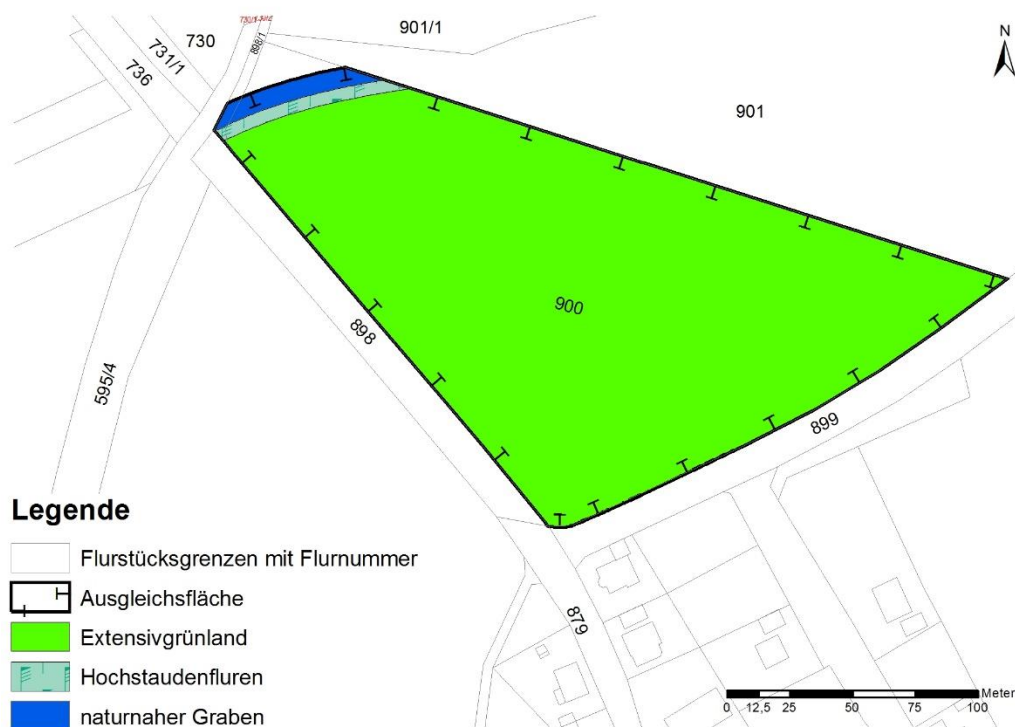 730
731/1
736
898/1
901/1
N
901
900
898
595/4
899
879
Legende
Flurstücksgrenzen mit Flurnummer
Ausgleichsfläche
Extensivgrünland
Hochstaudenfluren
naturnaher Graben
Meter
0 12,5 25 50 75 100